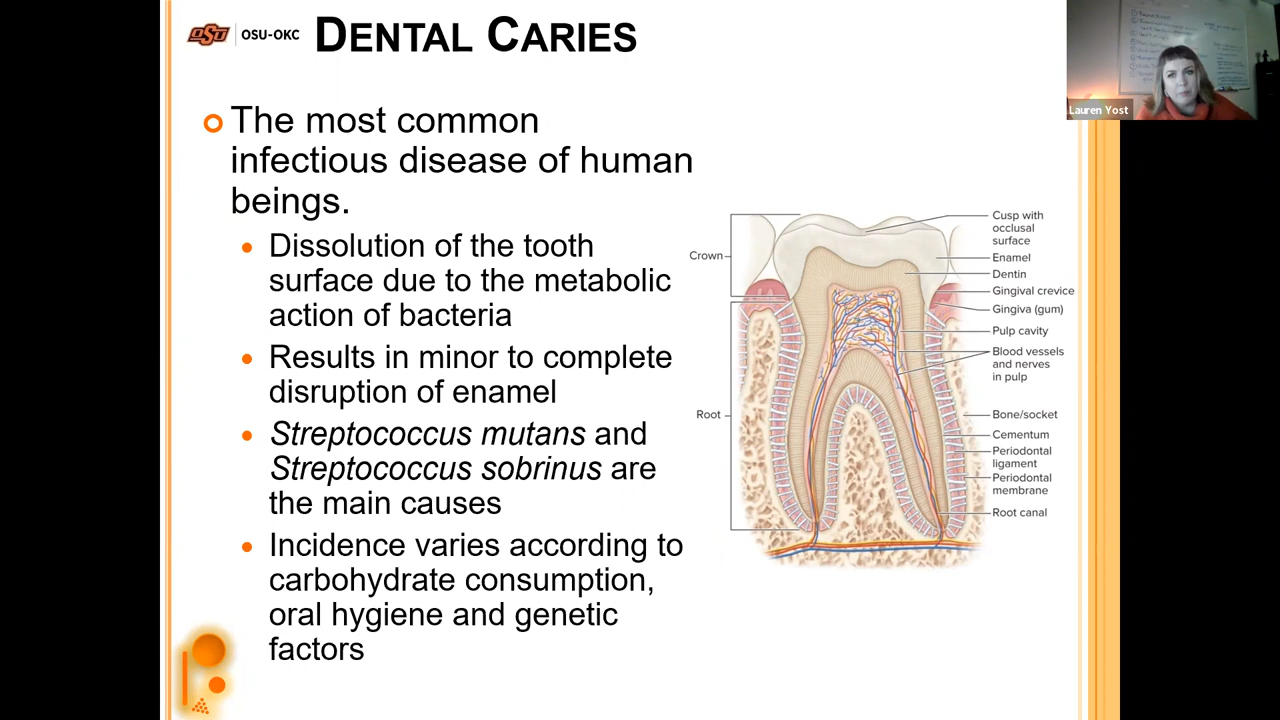 OSU
OSU-OKC
DENTAL CARIES
Lauren Yost
The most common
infectious disease of human
beings.
Dissolution of the tooth
surface due to the metabolic
action of bacteria
Results in minor to complete
disruption of enamel
Streptococcus mutans and
Streptococcus sobrinus are
the main causes
Incidence varies according to
carbohydrate consumption,
oral hygiene and genetic
factors
Crown
Root
Cusp with
occlusal
surface
Enamel
Dentin
Gingival crevice
Gingiva (gum)
Pulp cavity
Blood vessels
and nerves
in pulp
Bone/socket
Cementum
Periodontal
ligament
Periodontal
membrane
Root canal